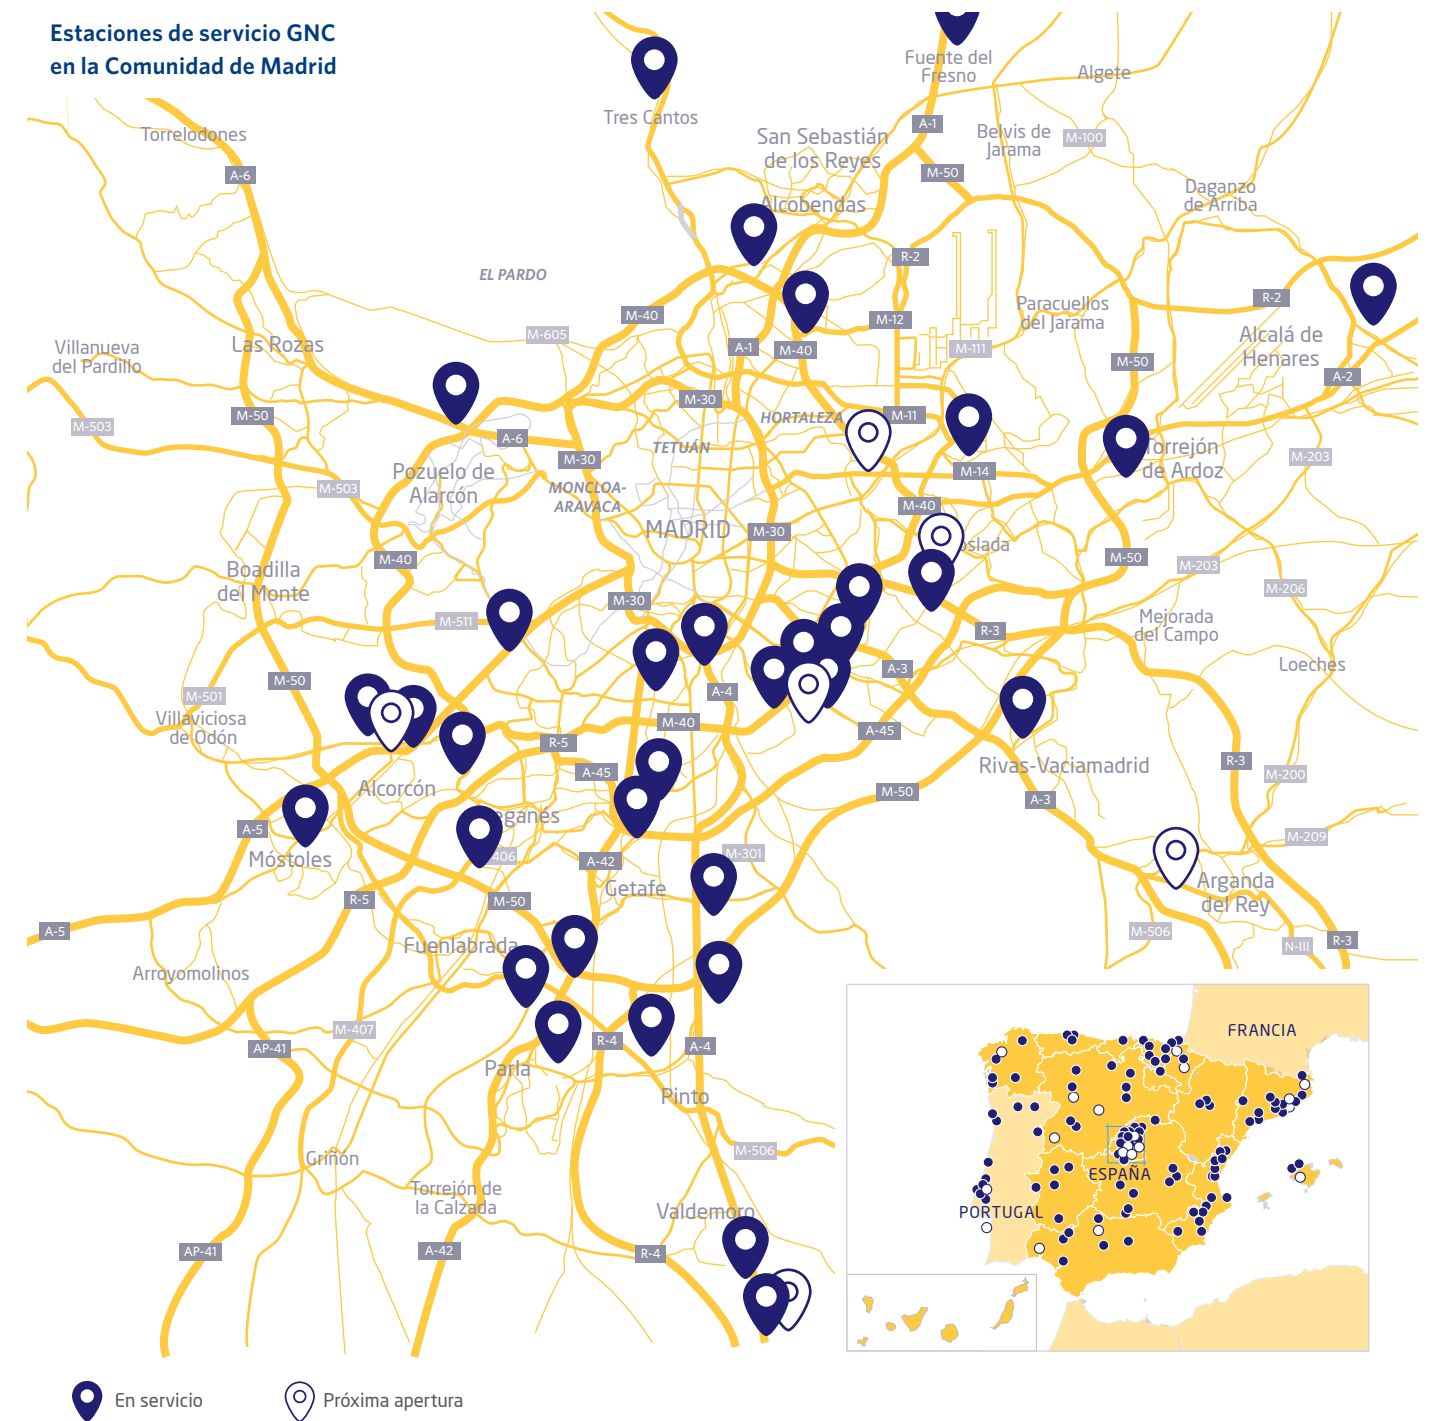 Estaciones de servicio GNC
en la Comunidad de Madrid
Fuente del
Fresno
Algete
Tres Cantos
A-1
Torrelodones
San Sebastián
de los Reyes
Belvis de
Jarama
M-100
A-6
M-50
Daganzo
de Arriba
Alcobendas
R-2
EL PARDO
R-2
Paracuellos
del Jarama
M-40
M-12
M-605
Alcalá de
Henares
Villanueva
del Pardillo
Las Rozas
A-1
M-40
M-111
M-50
A-2
M-30
M-50
HORTALEZA
M-11
M-503
A-6
TETUÁN
Torrejón
de Ardoz
M-203
M-30
Pozuelo de
Alarcón
M-14
M-503
MONCLOA-
ARAVACA
M-40
MADRID
M-30
oslada
M-40
M-50
M-203
Boadilla
del Monte
M-206
M-30
M-511
R-3
Mejorada
del Campo
A-3
Loeches
M-50
A-4
M-501
Villaviciosa
de Odón
M-40
A-45
R-5
R-3
Rivas-Vaciamadrid
A-45
M-200
Alcorcón
M-50
A-3
eganés
A-5
M-209
Móstoles
406
A-42
M-301
Arganda
del Rey
Getafe
R-5
M-50
A-5
M-506
N-III
R-3
Fuenlabrada
Arroyomolinos
M-407
FRANCIA
AP-41
R-4
A-4
Parla
Pinto
M-506
Griñón
ESPAÑA
Torrejón de
la Calzada
Valdemoro
PORTUGAL
AP-41
A-42
R-4
En servicio
Próxima apertura